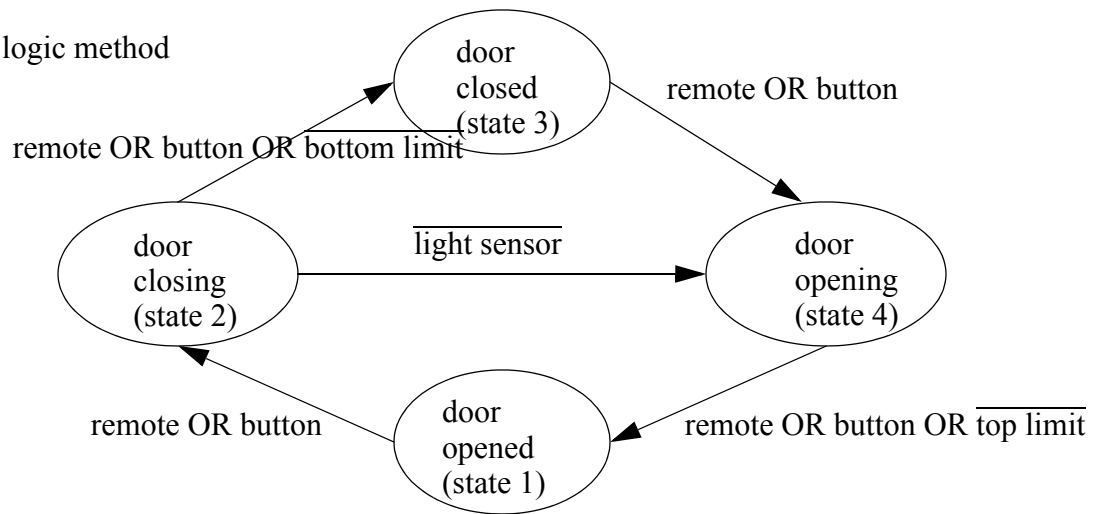 logic method
door
closed
(state 3)
remote OR button
remote OR button OR bottom limit
light sensor
door
closing
(state 2)
door
opening
(state 4)
remote OR button
door
opened
(state 1)
remote OR button OR top limit